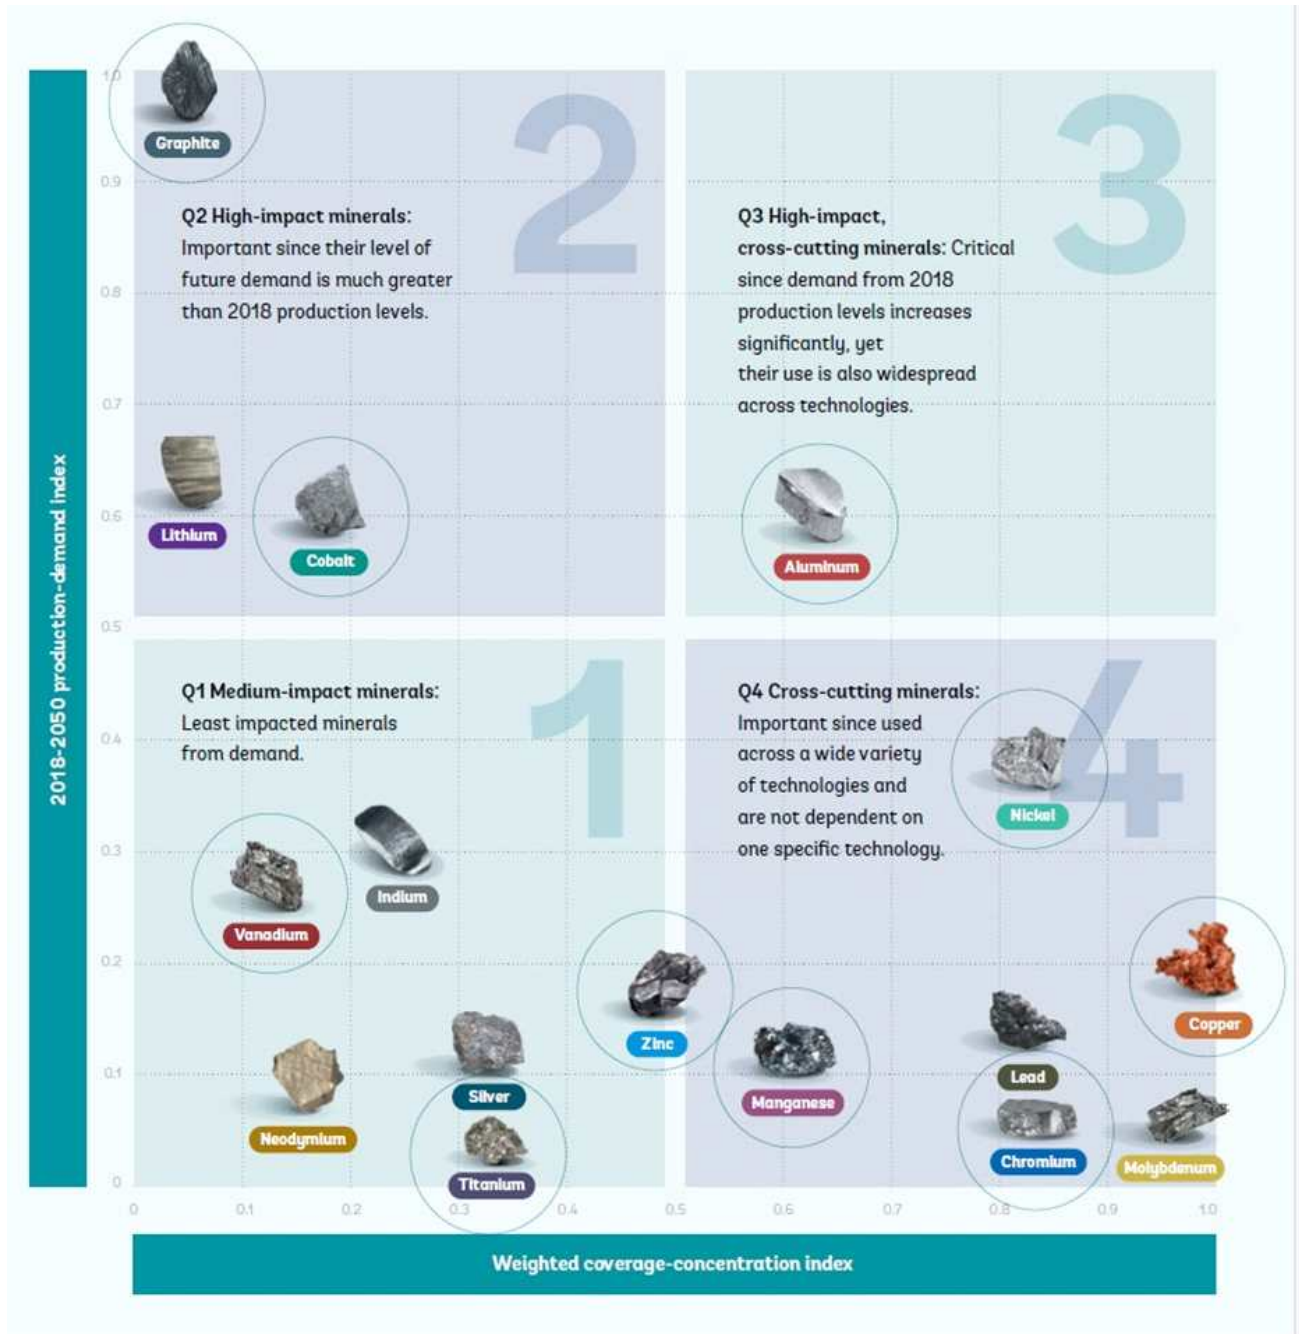 1.0
Graphite
2
3
0.9
Q2 High-impact minerals:
Important since their level of
future demand is much greater
than 2018 production levels.
Q3 High-impact,
cross-cutting minerals: Critical
since demand from 2018
production levels increases
significantly, yet
their use is also widespread
across technologies.
0.8
0.7
Lithium
Cobalt
0.6
Aluminum
0.5
2018-2050 production-demand index
Q1 Medium-impact minerals:
Least impacted minerals
from demand.
1
Q4 Cross-cutting minerals:
Important since used
across a wide variety
of technologies and
are not dependent on
one specific technology.
4
0.4
Nickel
0.3
Indium
Vanadium
0.2
Zinc
Copper
0.1
Silver
Lead
Manganese
Neodymium
Titanium
Chromium
Molybdenum
0
0 0.1 0.2 0.3 0.4 0.5 0.6 0.7 0.8 0.9 1.0
Weighted coverage-concentration index